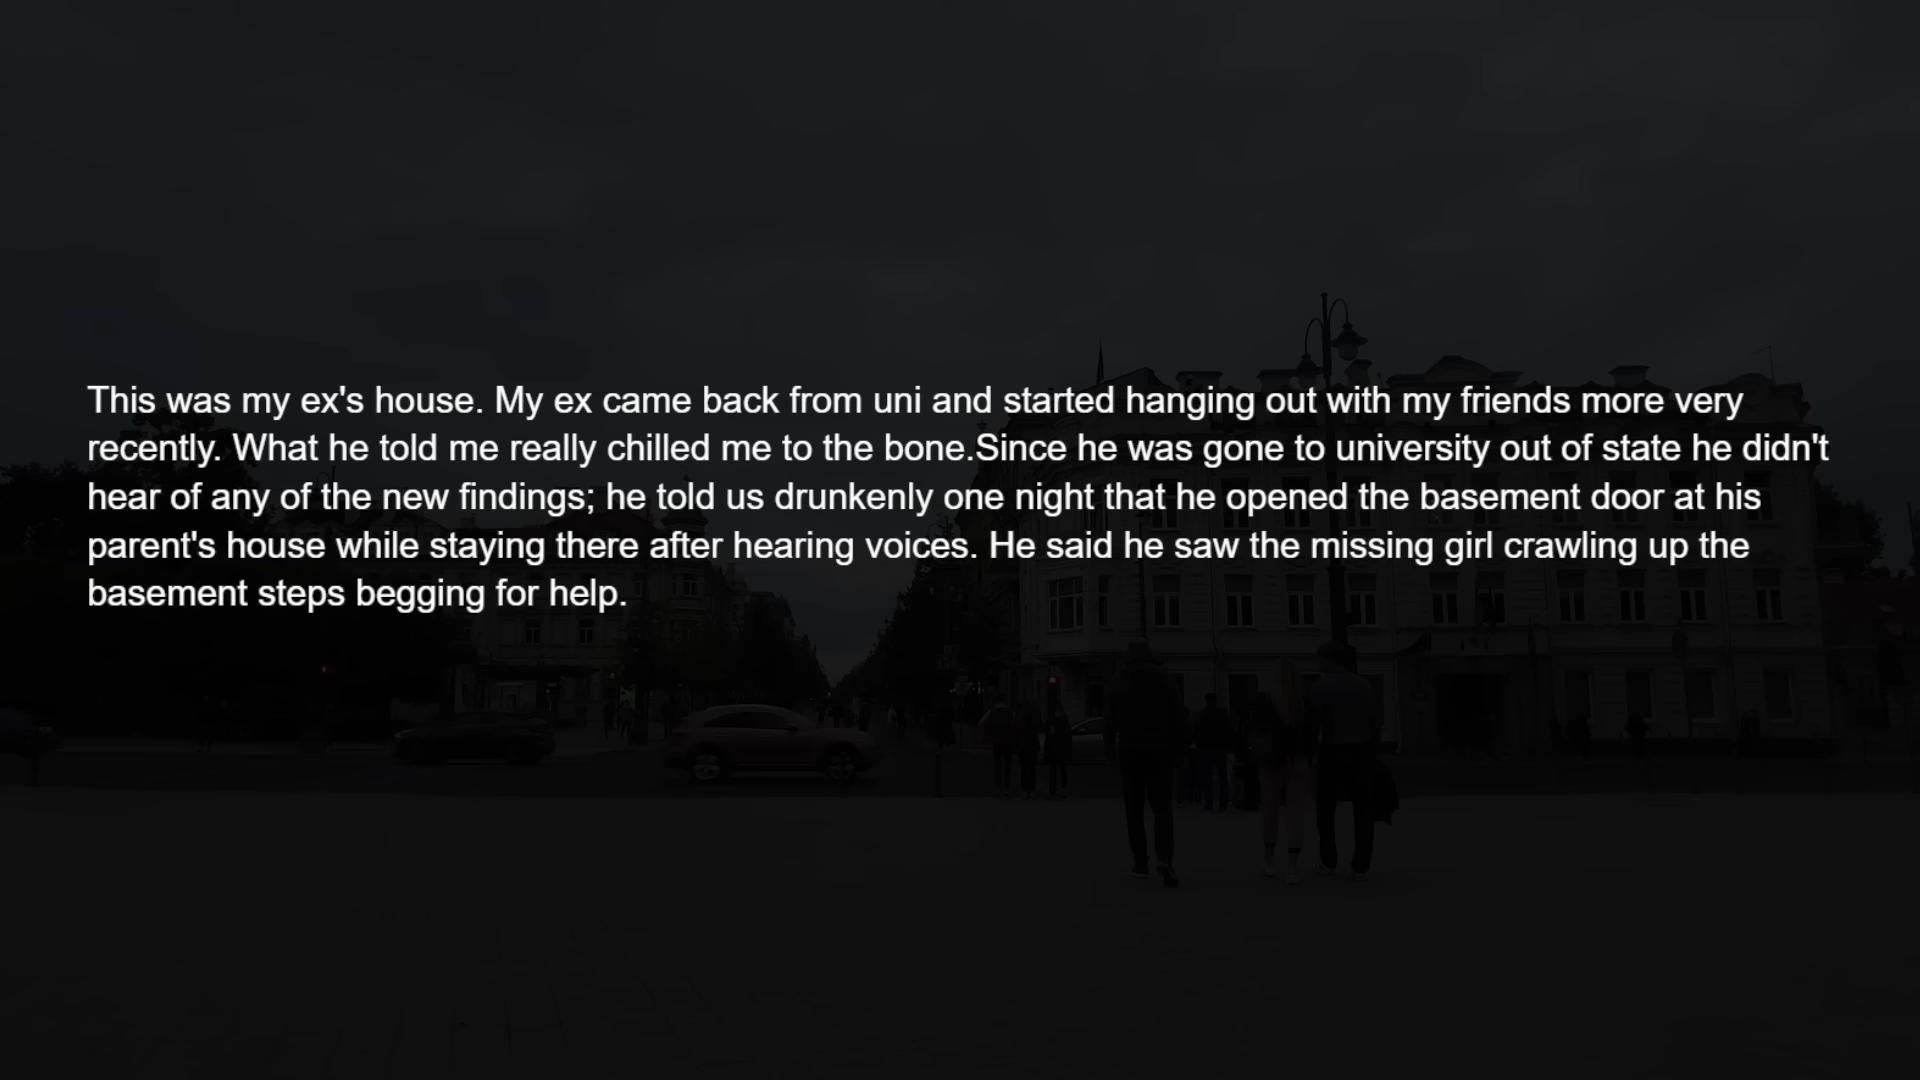 This was my ex's house. My ex came back from uni and started hanging out with my friends more very
recently. What he told me really chilled me to the bone.Since he was gone to university out of state he didn't
hear of any of the new findings; he told us drunkenly one night that he opened the basement door at his
parent's house while staying there after hearing voices. He said he saw the missing girl crawling up the
basement steps begging for help.